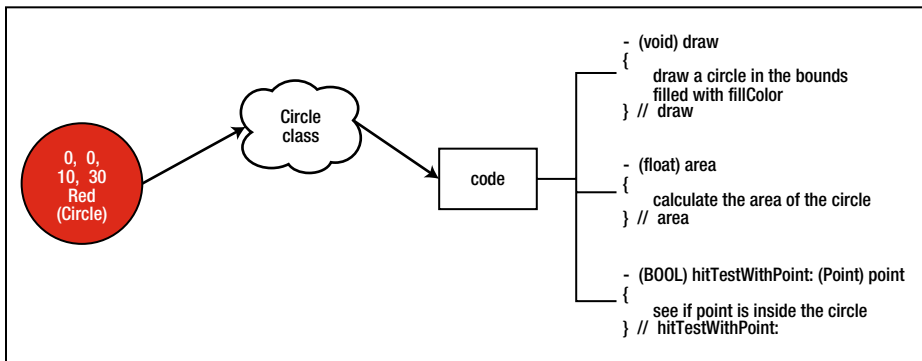 0, 0,
10, 30
Red
(Circle)
Circle
class
code
- (void) draw
{
draw a circle in the bounds
filled with fillColor
} // draw
- (float) area
{
calculate the area of the circle
} // area
- (BOOL) hitTestWithPoint: (Point) point
{
see if point is inside the circle
} // hitTestWithPoint: